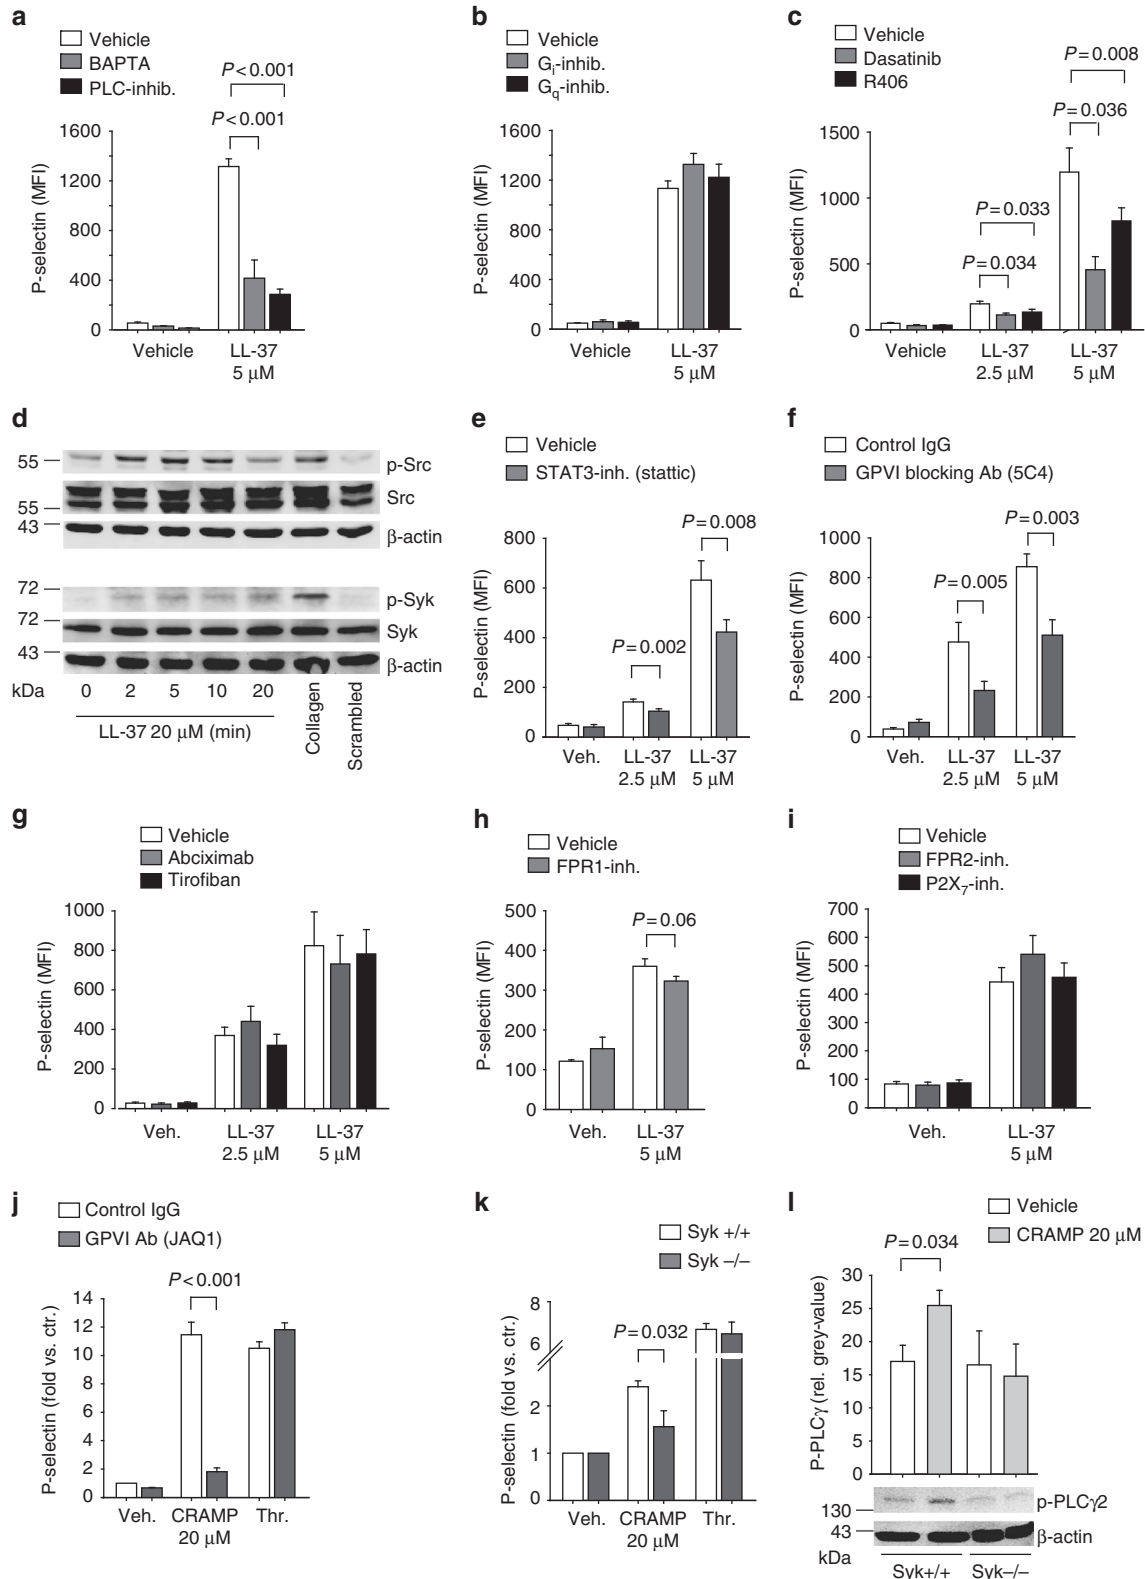 a
Vehicle
BAPTA
PLC-inhib.
P<0.001
P<0.001
P-selectin (MFI)
1600
1200
800
400
0
Vehicle
LL-37
5 μM
b
Vehicle
Gi-inhib.
Gq-inhib.
P-selectin (MFI)
1600
1200
800
400
0
Vehicle
LL-37
5 μM
c
Vehicle
Dasatinib
R406
P=0.008
P=0.036
P=0.033
P=0.034
P-selectin (MFI)
1500
1000
500
0
Vehicle
LL-37
2.5 μM
LL-37
5 μM
d
55
p-Src
Src
55
43
β-actin
72
p-Syk
72
Syk
43
β-actin
kDa
0 2 5 10 20
Collagen
Scrambled
LL-37 20 μM (min)
e
Vehicle
STAT3-inh. (stattic)
P=0.008
P=0.002
P-selectin (MFI)
800
600
400
200
0
Veh.
LL-37
2.5 μM
LL-37
5 μM
f
Control IgG
GPVI blocking Ab (5C4)
P=0.003
P=0.005
P-selectin (MFI)
1000
800
600
400
200
0
Veh.
LL-37
2.5 μM
LL-37
5 μM
g
Vehicle
Abciximab
Tirofiban
P-selectin (MFI)
1000
800
600
400
200
0
Veh.
LL-37
2.5 μM
LL-37
5 μM
h
Vehicle
FPR1-inh.
P=0.06
P-selectin (MFI)
500
400
300
200
100
0
Veh.
LL-37
5 μM
i
Vehicle
FPR2-inh.
P2X7-inh.
P-selectin (MFI)
700
600
500
400
300
200
100
0
Veh.
LL-37
5 μM
j
Control IgG
GPVI Ab (JAQ1)
P<0.001
P-selectin (fold vs. ctr.)
14
12
10
8
6
4
2
0
Veh.
CRAMP
20 μM
Thr.
k
Syk +/+
Syk –/–
P=0.032
P-selectin (fold vs. ctr.)
8
6
2
1
0
Veh.
CRAMP
20 μM
Thr.
l
Vehicle
CRAMP 20 μM
P=0.034
P-PLCγ (rel. grey-value)
30
25
20
15
10
5
0
p-PLCγ2
130
43
β-actin
kDa
Syk+/+
Syk–/–